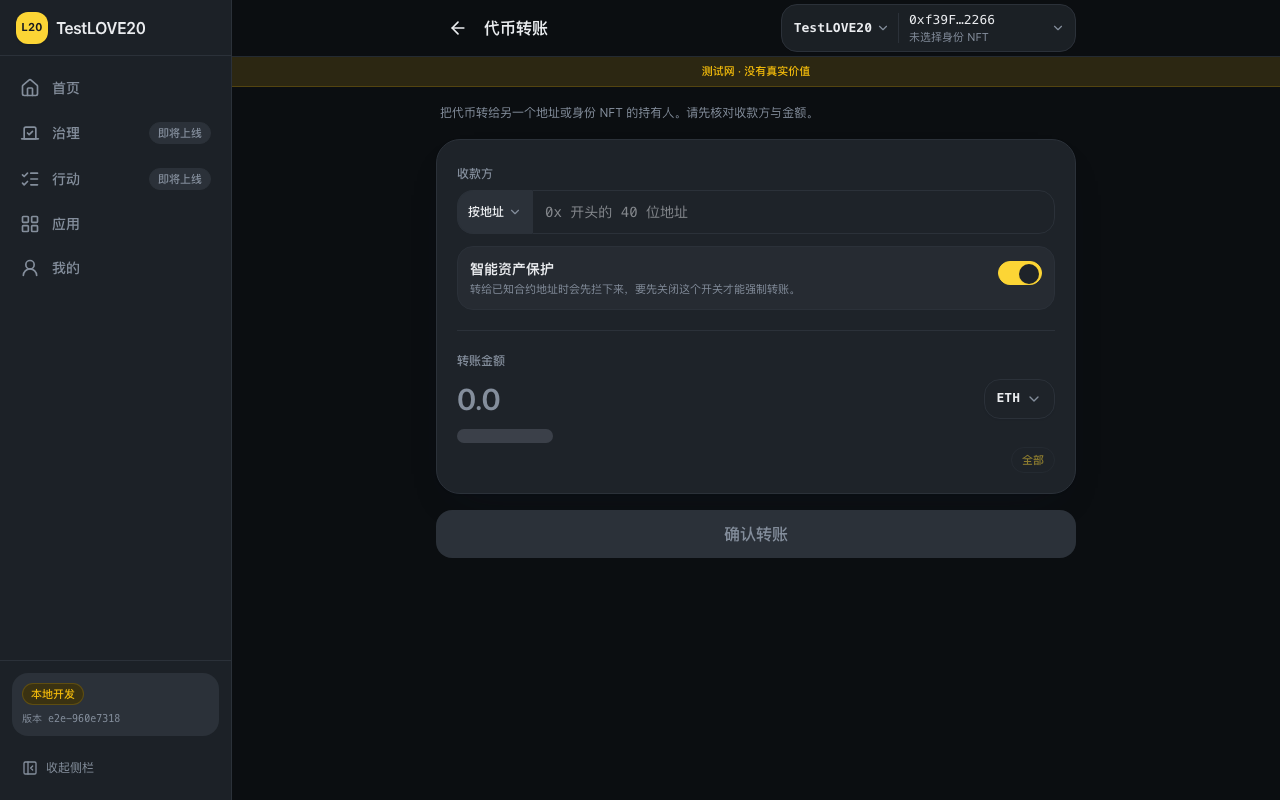 L20 TestLOVE20
首页
治理 即将上线
行动 即将上线
应用
我的
本地开发
版本 e2e-960e7318
收起侧栏
代币转账
TestLOVE20
0xf39F…2266
未选择身份 NFT
测试网 · 没有真实价值
把代币转给另一个地址或身份 NFT 的持有人。请先核对收款方与金额。
收款方
按地址 0x 开头的 40 位地址
智能资产保护
转给已知合约地址时会先拦下来，要先关闭这个开关才能强制转账。
转账金额
0.0 ETH
全部
确认转账